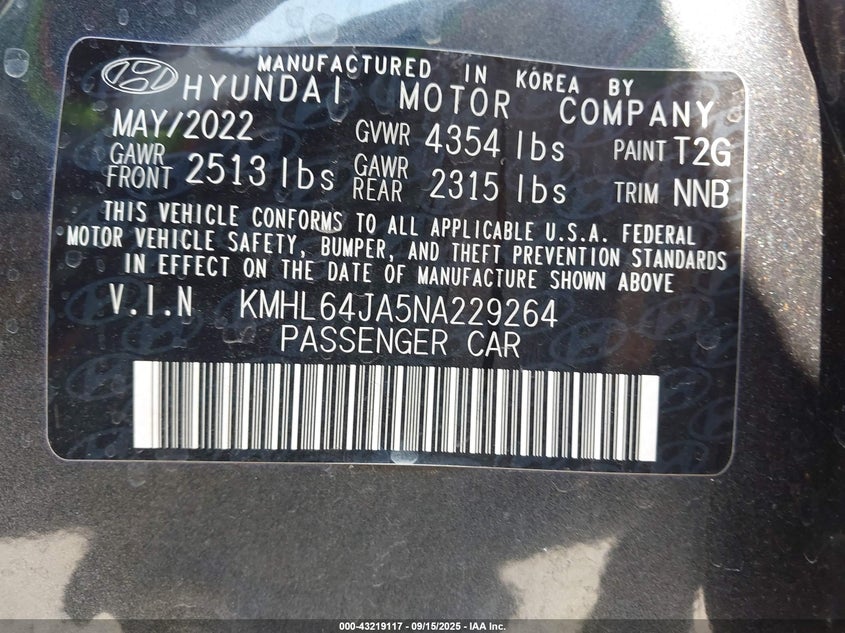 MANUFACTURED IN KOREA BY
HYUNDAI MOTOR COMPANY
MAY/2022 GVWR 4354 lbs PAINT T2G
GAWR FRONT 2513 lbs GAWR REAR 2315 lbs TRIM NNB
THIS VEHICLE CONFORMS TO ALL APPLICABLE U.S.A. FEDERAL
MOTOR VEHICLE SAFETY, BUMPER, AND THEFT PREVENTION STANDARDS
IN EFFECT ON THE DATE OF MANUFACTURE SHOWN ABOVE
V.I.N KMHL64JA5NA229264
PASSENGER CAR
000-43219117 - 09/15/2025 - IAA Inc.